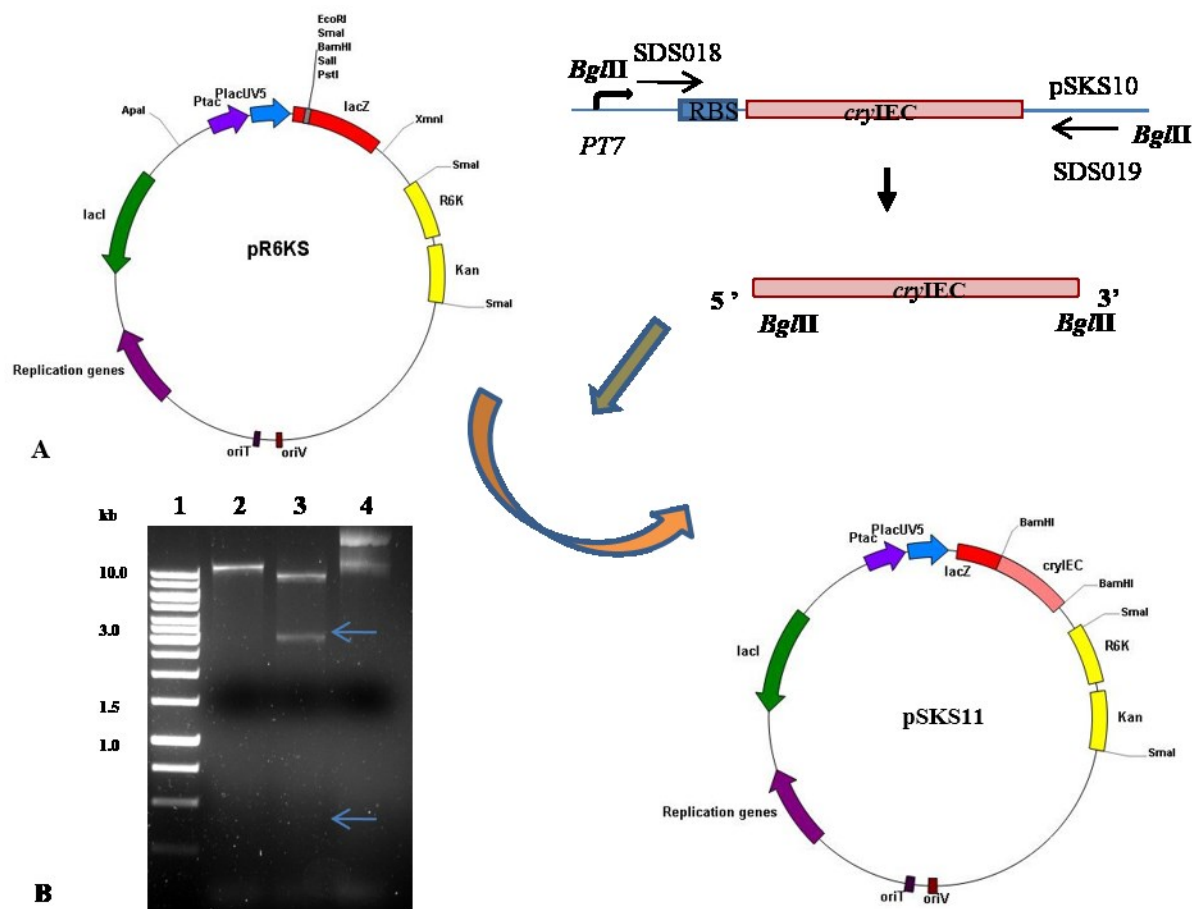 EcoRI
SmaI
BamHI
SalI
PstI
lacZ
PlacUV5
Ptac
ApaI
XmnI
SmaI
R6K
lacI
pR6KS
Kan
SmaI
Replication genes
oriT
oriV
A
SDS018
BglII
RBS
cryIEC
pSKS10
PT7
BglII
SDS019
cryIEC
5 '
3'
BglII
BglII
kb
1
2
3
4
10.0
3.0
1.5
1.0
B
PlacUV5
Ptac
BamHI
lacZ
cryIEC
BamHI
SmaI
R6K
lacI
pSKS11
Kan
SmaI
Replication genes
oriT
oriV